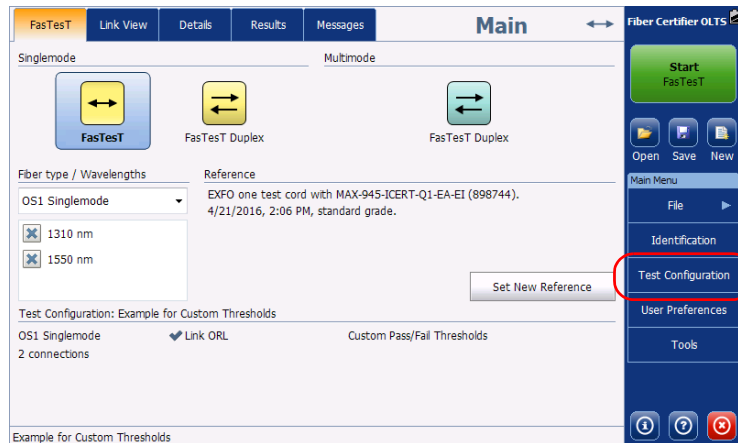 FasTesT Link View Details Results Messages Main Fiber Certifier OLTS
Singlemode Multimode
Start
FasTesT
FasTesT FasTesT Duplex FasTesT Duplex
Open Save New
Fiber type / Wavelengths Reference
Main Menu
OS1 Singlemode
EXFO one test cord with MAX-945-ICERT-Q1-EA-EI (898744).
4/21/2016, 2:06 PM, standard grade.
File
1310 nm
1550 nm
Identification
Test Configuration
Set New Reference
User Preferences
Test Configuration: Example for Custom Thresholds
OS1 Singlemode Link ORL Custom Pass/Fail Thresholds
2 connections
Tools
Example for Custom Thresholds